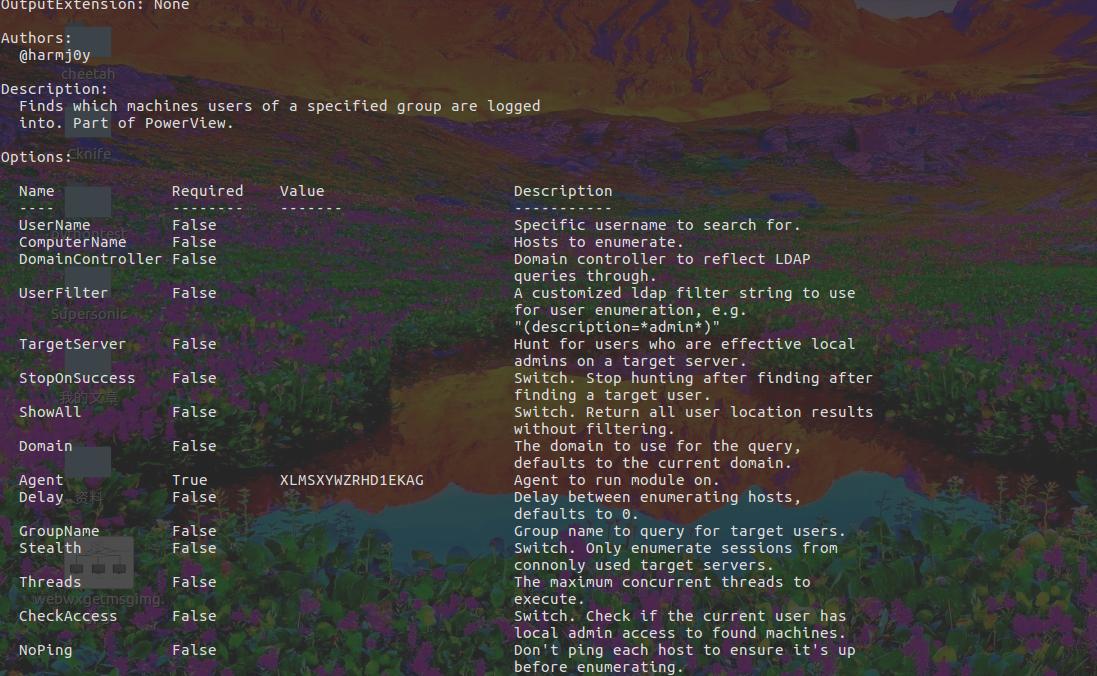 OutputExtension: None
Authors:
@harmj0y
cheetah
Description:
Finds which machines users of a specified group are logged
into. Part of PowerView.
Cknife
Options:
Name Required Value Description
---- -------- ------- -----------
UserName False Specific username to search for.
ComputerName False Hosts to enumerate.
DomainController False Domain controller to reflect LDAP
queries through.
UserFilter False A customized ldap filter string to use
for user enumeration, e.g.
Supersonic
"(description=*admin*)"
TargetServer False Hunt for users who are effective local
admins on a target server.
StopOnSuccess False Switch. Stop hunting after finding after
finding a target user.
我的文章
ShowAll False Switch. Return all user location results
without filtering.
Domain False The domain to use for the query,
defaults to the current domain.
Agent True XLMSXYWZRHD1EKAG Agent to run module on.
Delay False Delay between enumerating hosts,
资料
defaults to 0.
GroupName False Group name to query for target users.
Stealth False Switch. Only enumerate sessions from
connonly used target servers.
Threads False The maximum concurrent threads to
execute.
webwxgetmsgimg.
CheckAccess False Switch. Check if the current user has
local admin access to found machines.
NoPing False Don't ping each host to ensure it's up
before enumerating.